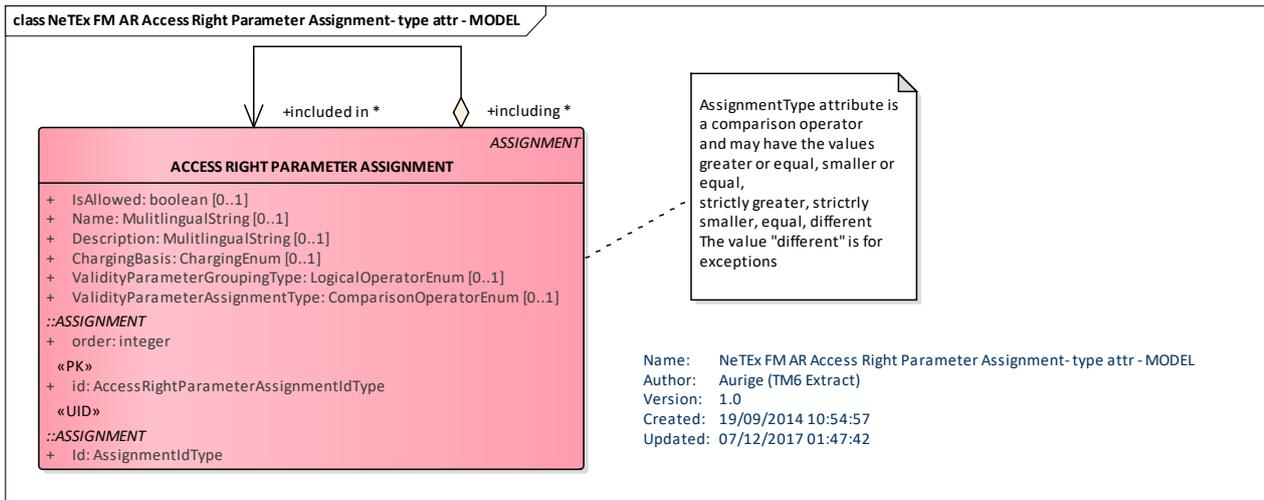 class NeTEx FM AR Access Right Parameter Assignment- type attr - MODEL
+included in *
+including *
ASSIGNMENT
ACCESS RIGHT PARAMETER ASSIGNMENT
+ IsAllowed: boolean [0..1]
+ Name: MulitlingualString [0..1]
+ Description: MulitlingualString [0..1]
+ ChargingBasis: ChargingEnum [0..1]
+ ValidityParameterGroupingType: LogicalOperatorEnum [0..1]
+ ValidityParameterAssignmentType: ComparisonOperatorEnum [0..1]
::ASSIGNMENT
+ order: integer
«PK»
+ id: AccessRightParameterAssignmentIdType
«UID»
::ASSIGNMENT
+ Id: AssignmentIdType
AssignmentType attribute is
a comparison operator
and may have the values
greater or equal, smaller or
equal,
strictly greater, strictrly
smaller, equal, different
The value "different" is for
exceptions
Name: NeTEx FM AR Access Right Parameter Assignment- type attr - MODEL
Author: Aurige (TM6 Extract)
Version: 1.0
Created: 19/09/2014 10:54:57
Updated: 07/12/2017 01:47:42